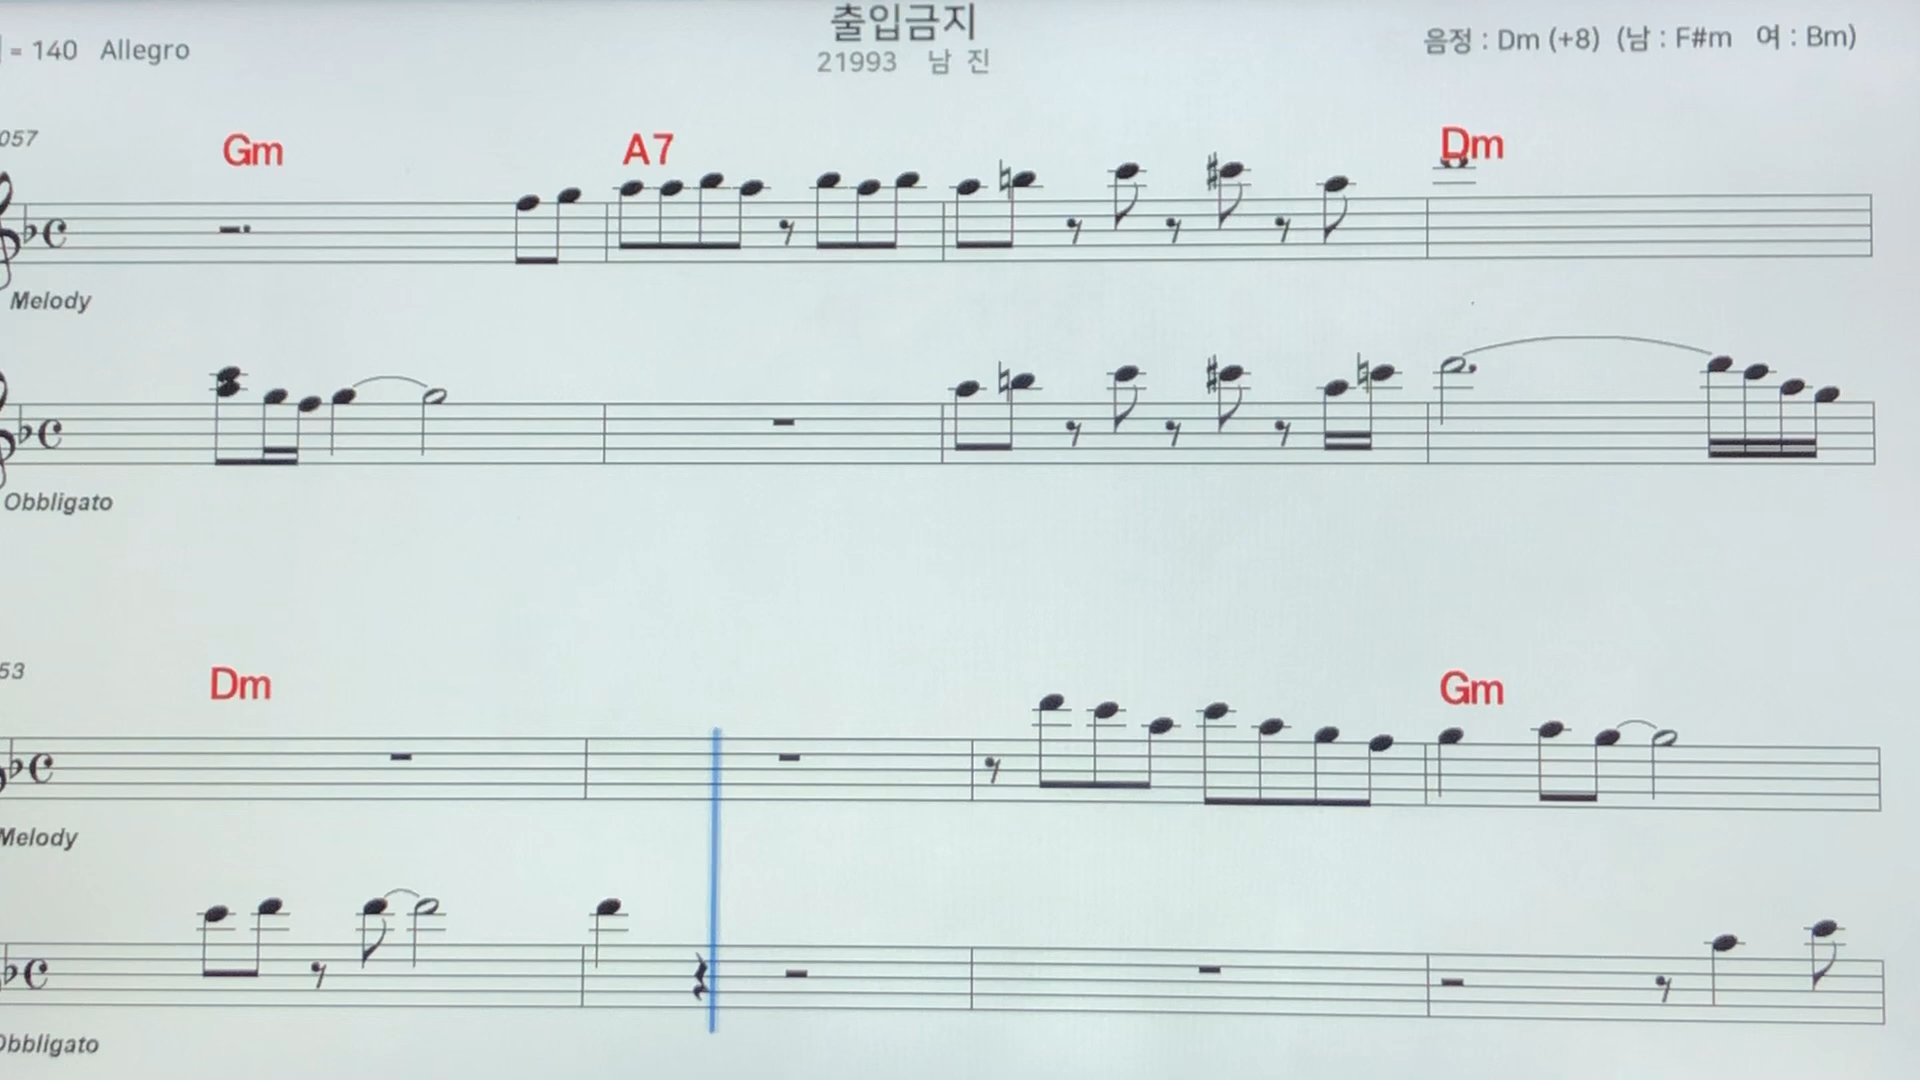 출입금지
= 140 Allegro
21993 남 진
음정 : Dm (+8) (남 : F#m 여 : Bm)
057
Gm A7 Dm
Melody
Obbligato
53
Dm Gm
Melody
Obbligato